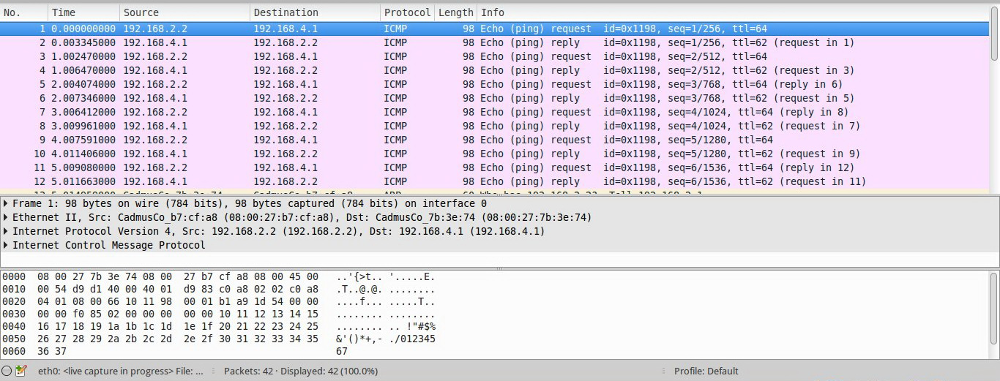 No. Time Source Destination Protocol Length Info
1 0.000000000 192.168.2.2 192.168.4.1 ICMP 98 Echo (ping) request id=0x1198, seq=1/256, ttl=64
2 0.003345000 192.168.4.1 192.168.2.2 ICMP 98 Echo (ping) reply id=0x1198, seq=1/256, ttl=62 (request in 1)
3 1.002470000 192.168.2.2 192.168.4.1 ICMP 98 Echo (ping) request id=0x1198, seq=2/512, ttl=64
4 1.006470000 192.168.4.1 192.168.2.2 ICMP 98 Echo (ping) reply id=0x1198, seq=2/512, ttl=62 (request in 3)
5 2.004074000 192.168.2.2 192.168.4.1 ICMP 98 Echo (ping) request id=0x1198, seq=3/768, ttl=64 (reply in 6)
6 2.007346000 192.168.4.1 192.168.2.2 ICMP 98 Echo (ping) reply id=0x1198, seq=3/768, ttl=62 (request in 5)
7 3.006412000 192.168.2.2 192.168.4.1 ICMP 98 Echo (ping) request id=0x1198, seq=4/1024, ttl=64 (reply in 8)
8 3.009961000 192.168.4.1 192.168.2.2 ICMP 98 Echo (ping) reply id=0x1198, seq=4/1024, ttl=62 (request in 7)
9 4.007591000 192.168.2.2 192.168.4.1 ICMP 98 Echo (ping) request id=0x1198, seq=5/1280, ttl=64
10 4.011406000 192.168.4.1 192.168.2.2 ICMP 98 Echo (ping) reply id=0x1198, seq=5/1280, ttl=62 (request in 9)
11 5.009080000 192.168.2.2 192.168.4.1 ICMP 98 Echo (ping) request id=0x1198, seq=6/1536, ttl=64 (reply in 12)
12 5.011663000 192.168.4.1 192.168.2.2 ICMP 98 Echo (ping) reply id=0x1198, seq=6/1536, ttl=62 (request in 11)
Frame 1: 98 bytes on wire (784 bits), 98 bytes captured (784 bits) on interface 0
Ethernet II, Src: CadmusCo_b7:cf:a8 (08:00:27:b7:cf:a8), Dst: CadmusCo_7b:3e:74 (08:00:27:7b:3e:74)
Internet Protocol Version 4, Src: 192.168.2.2 (192.168.2.2), Dst: 192.168.4.1 (192.168.4.1)
Internet Control Message Protocol
0000 08 00 27 7b 3e 74 08 00 27 b7 cf a8 08 00 45 00 ..'{>t.. '.....E.
0010 00 54 d9 d1 40 00 40 01 d9 83 c0 a8 02 02 c0 a8 .T..@.@. ........
0020 04 01 08 00 66 10 11 98 00 01 b1 a9 1d 54 00 00 ....f... .....T..
0030 00 00 f0 85 02 00 00 00 00 00 10 11 12 13 14 15 ........ ........
0040 16 17 18 19 1a 1b 1c 1d 1e 1f 20 21 22 23 24 25 ........ .. !"#$%
0050 26 27 28 29 2a 2b 2c 2d 2e 2f 30 31 32 33 34 35 &'()*+,- ./012345
0060 36 37 67
eth0: <live capture in progress> File: ... Packets: 42 · Displayed: 42 (100.0%) Profile: Default